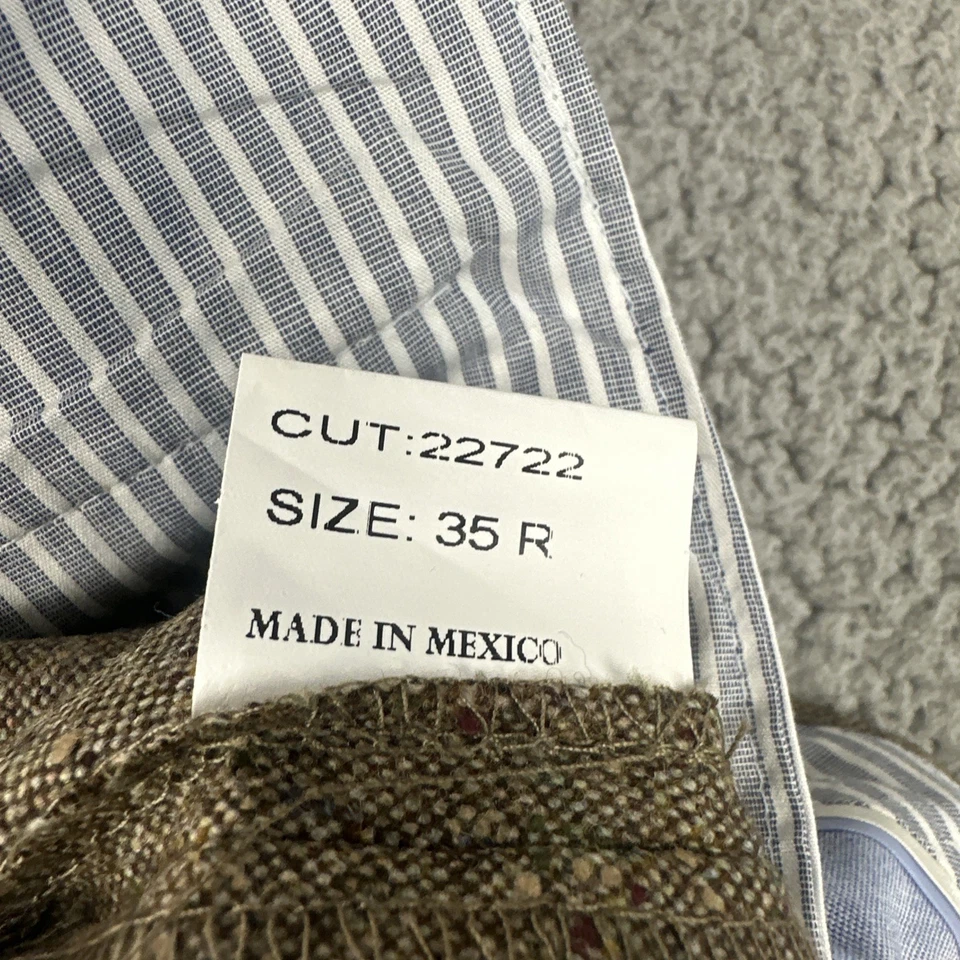 CUT:22722
SIZE: 35 R
MADE IN MEXICO